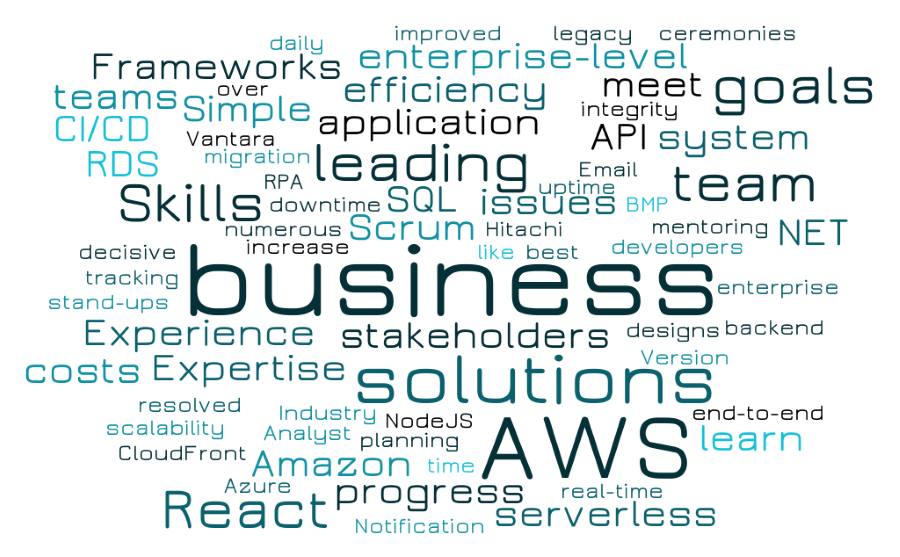 improved legacy ceremonies
daily
Frameworks enterprise-level
teams over efficiency meet goals
Simple integrity
CI/CD application API system
Vantara
RDS migration leading Email
RPA uptime team
Skills downtime SQL issues BMP
numerous Scrum Hitachi mentoring NET
decisive increase like best developers
tracking business enterprise
stand-ups
Experience stakeholders designs backend
costs Expertise solutions Version
resolved Industry NodeJS AWS end-to-end
scalability Analyst planning learn
CloudFront Amazon time
Azure progress real-time
React Notification serverless